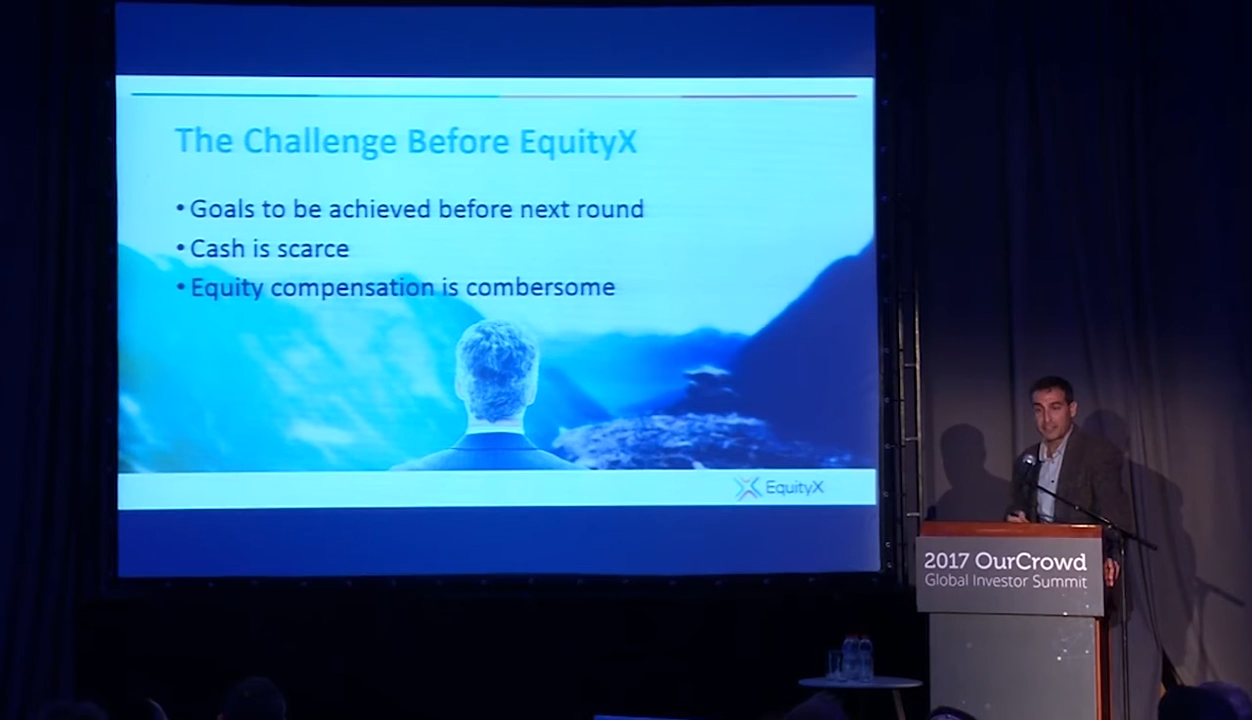 The Challenge Before EquityX
• Goals to be achieved before next round
• Cash is scarce
• Equity compensation is combersome
EquityX
2017 OurCrowd
Global Investor Summit